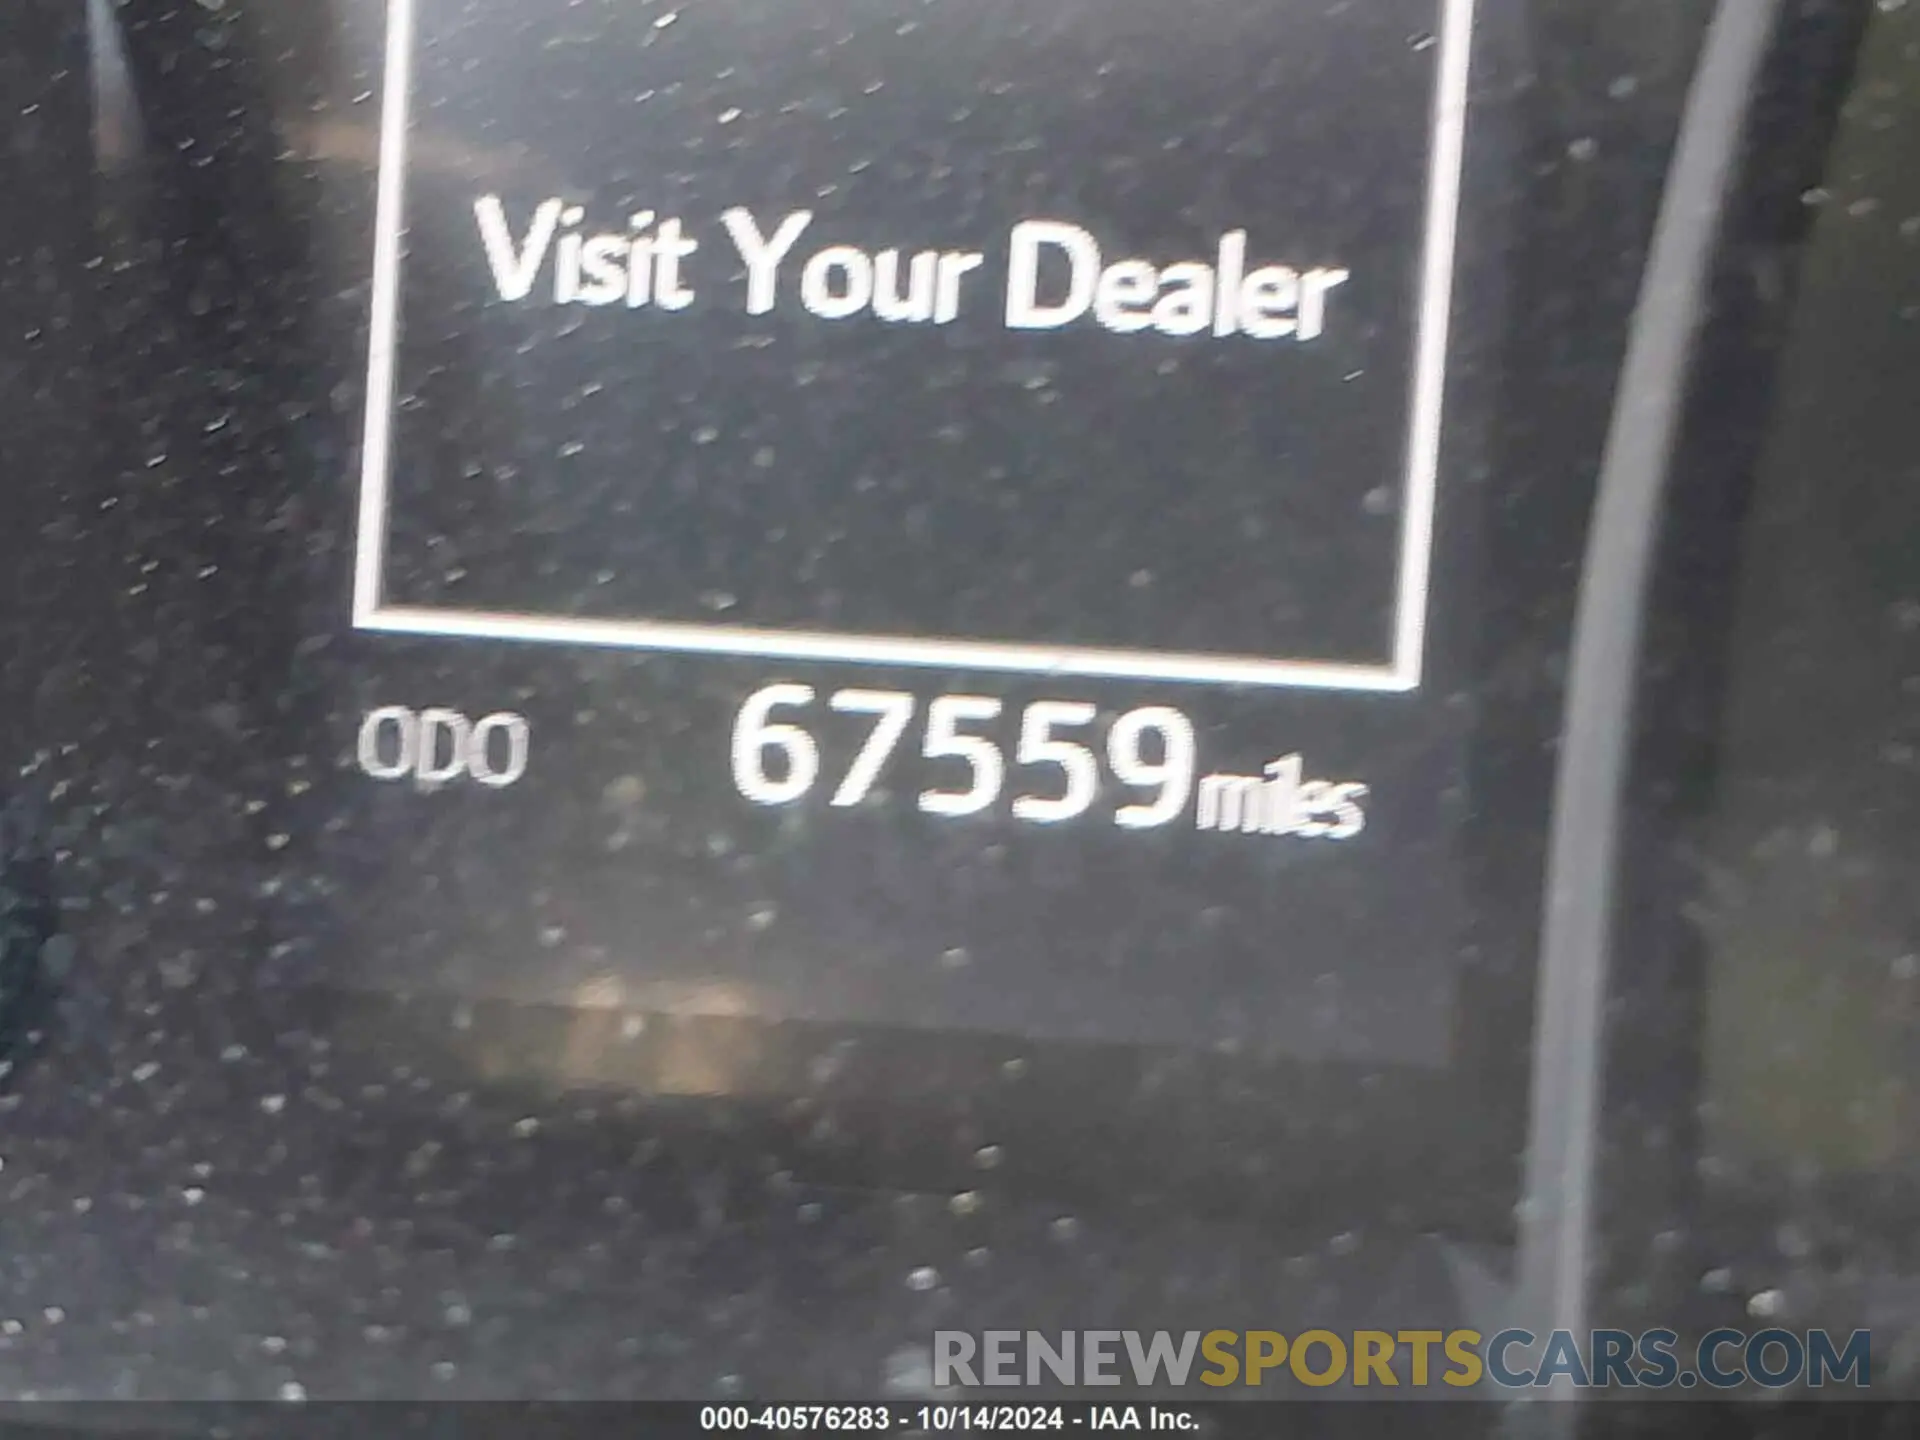 Visit Your Dealer
ODO 67559 miles
RENEWSPORTSCARS.COM
000-40576283 - 10/14/2024 - IAA Inc.